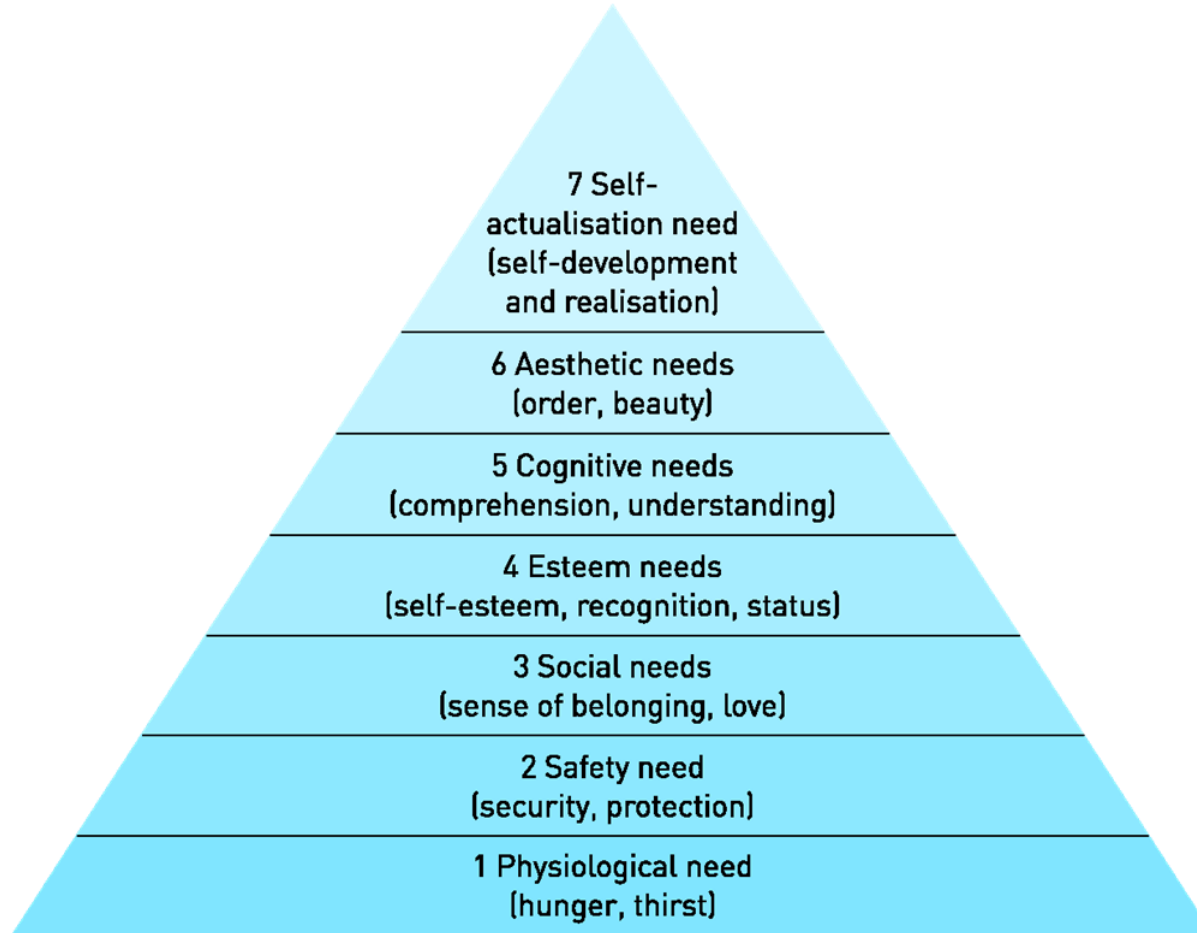 7 Self-
actualisation need
(self-development
and realisation)
6 Aesthetic needs
(order, beauty)
5 Cognitive needs
(comprehension, understanding)
4 Esteem needs
(self-esteem, recognition, status)
3 Social needs
(sense of belonging, love)
2 Safety need
(security, protection)
1 Physiological need
(hunger, thirst)